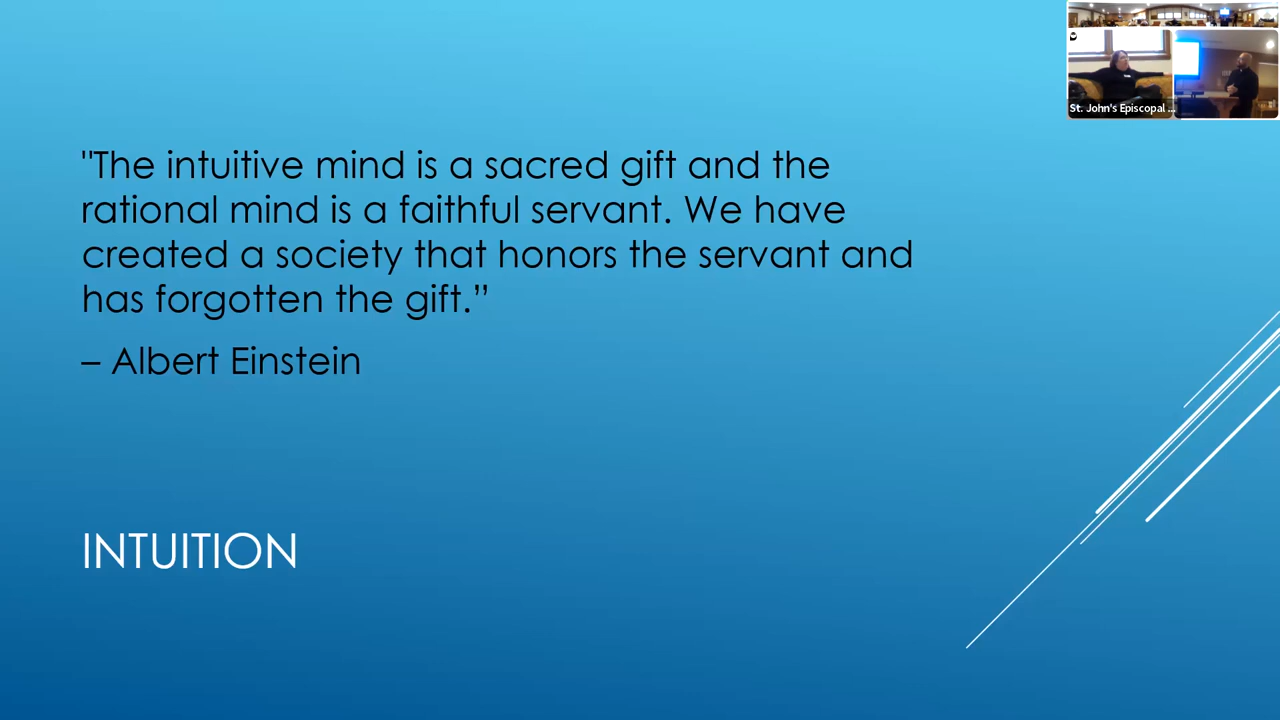 St. John's Episcopal ...
"The intuitive mind is a sacred gift and the
rational mind is a faithful servant. We have
created a society that honors the servant and
has forgotten the gift.”
– Albert Einstein
INTUITION